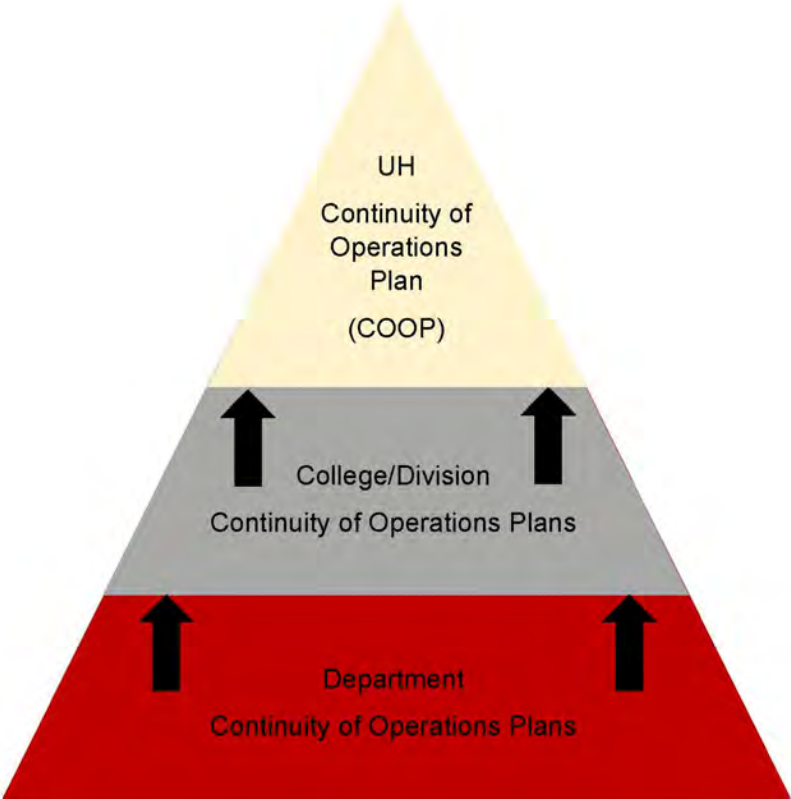 UH
Continuity of
Operations
Plan
(COOP)
College/Division
Continuity of Operations Plans
Department
Continuity of Operations Plans